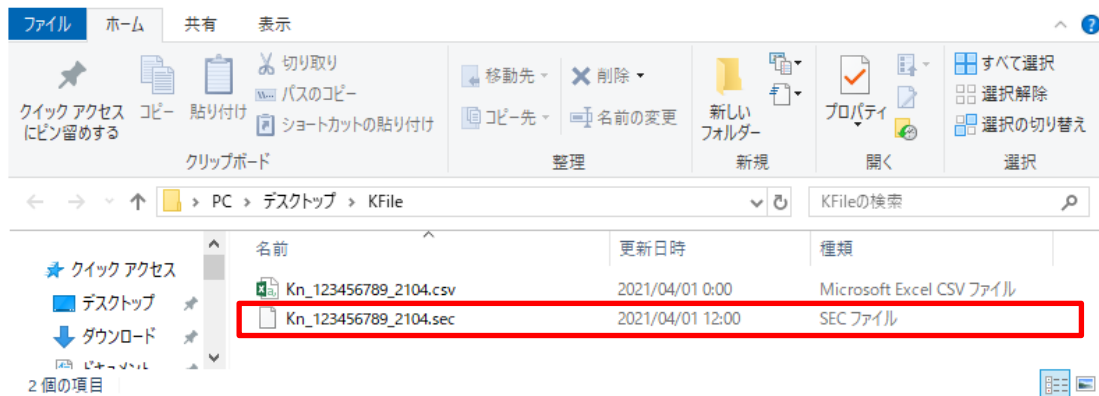 ファイル ホーム 共有 表示
クイック アクセス
にピン留めする
コピー
貼り付け
切り取り
パスのコピー
ショートカットの貼り付け
クリップボード
移動先
コピー先
削除
名前の変更
整理
新しい
フォルダー
新規
プロパティ
開く
すべて選択
選択解除
選択の切り替え
選択
PC > デスクトップ > KFile
KFileの検索
名前 更新日時 種類
クイック アクセス
デスクトップ
ダウンロード
ドキュメント
Kn_123456789_2104.csv 2021/04/01 0:00 Microsoft Excel CSV ファイル
Kn_123456789_2104.sec 2021/04/01 12:00 SEC ファイル
2 個の項目